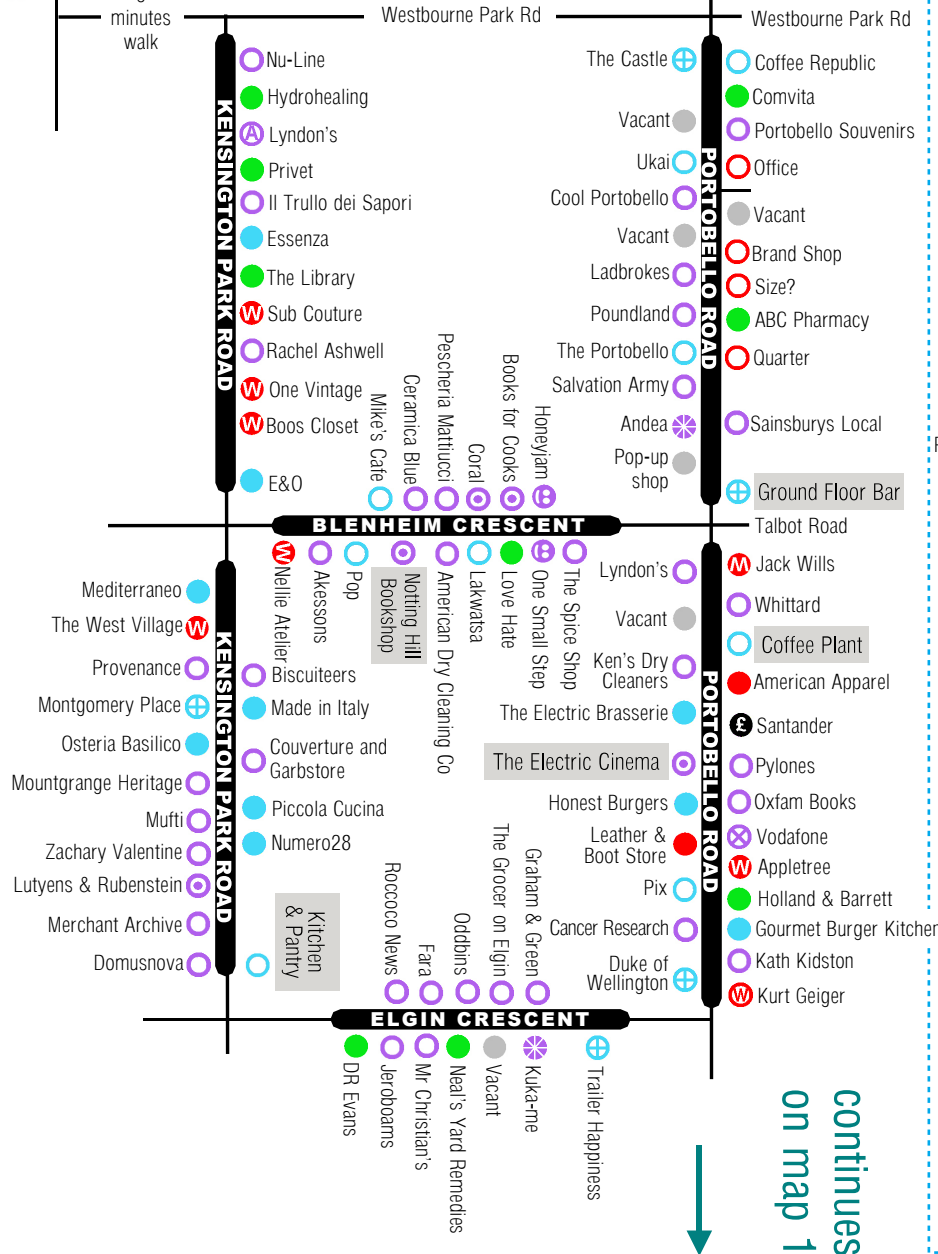 minutes
walk
Westbourne Park Rd
Westbourne Park Rd
KENSINGTON PARK ROAD
Nu-Line
Hydrohealing
A
Lyndon's
Privet
Il Trullo dei Sapori
Essenza
The Library
W
Sub Couture
Rachel Ashwell
W
One Vintage
W
Boos Closet
E&O
PORTOBELLO ROAD
The Castle
Vacant
Ukai
Cool Portobello
Vacant
Ladbrokes
Poundland
The Portobello
Salvation Army
Andea
Pop-up
shop
Coffee Republic
Comvita
Portobello Souvenirs
Office
Vacant
Brand Shop
Size?
ABC Pharmacy
Quarter
Sainsburys Local
Ground Floor Bar
Talbot Road
Mike's Cafe
Ceramica Blue
Pescheria Mattiucci
Coral
Books for Cooks
Honeyjam
BLENHEIM CRESCENT
W
Nellie Atelier
Akessons
Pop
Notting Hill
Bookshop
American Dry Cleaning Co
Lakwatsa
Love Hate
One Small Step
The Spice Shop
KENSINGTON PARK ROAD
Mediterraneo
The West Village
W
Provenance
Montgomery Place
Osteria Basilico
Mountgrange Heritage
Mufti
Zachary Valentine
Lutyens & Rubenstein
Merchant Archive
Domusnova
Biscuiteers
Made in Italy
Couverture and
Garbstore
Piccola Cucina
Numero28
Kitchen
& Pantry
PORTOBELLO ROAD
Lyndon's
Vacant
Ken's Dry
Cleaners
The Electric Brasserie
The Electric Cinema
Honest Burgers
Leather &
Boot Store
Pix
Cancer Research
Duke of
Wellington
W
Jack Wills
Whittard
Coffee Plant
American Apparel
£
Santander
Pylones
Oxfam Books
Vodafone
W
Appletree
Holland & Barrett
Gourmet Burger Kitchen
Kath Kidston
W
Kurt Geiger
Roccoco News
Fara
Oddbins
The Grocer on Elgin
Graham & Green
ELGIN CRESCENT
DR Evans
Jeroboams
Mr Christian's
Neal's Yard Remedies
Vacant
Kuka-me
Trailer Happiness
continues
on map 1